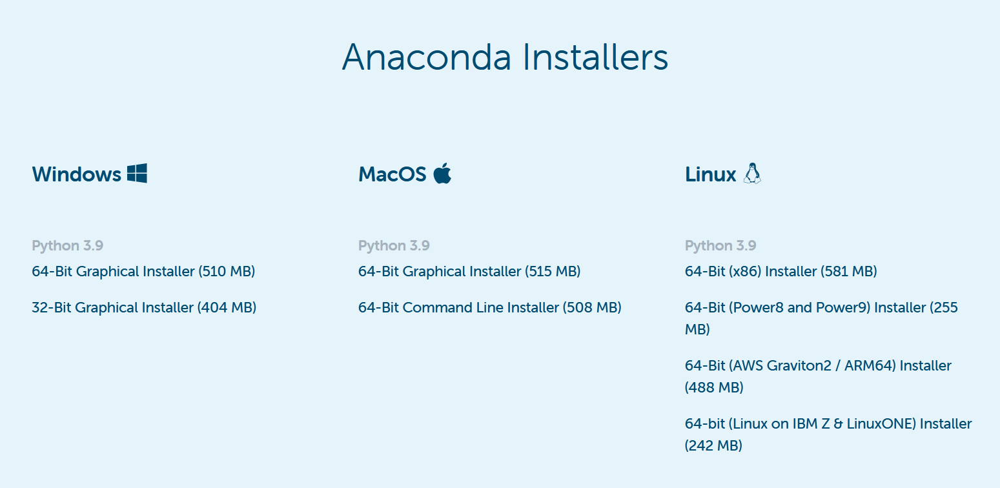 Anaconda Installers
Windows
Python 3.9
64-Bit Graphical Installer (510 MB)
32-Bit Graphical Installer (404 MB)
MacOS
Python 3.9
64-Bit Graphical Installer (515 MB)
64-Bit Command Line Installer (508 MB)
Linux
Python 3.9
64-Bit (x86) Installer (581 MB)
64-Bit (Power8 and Power9) Installer (255
MB)
64-Bit (AWS Graviton2 / ARM64) Installer
(488 MB)
64-bit (Linux on IBM Z & LinuxONE) Installer
(242 MB)